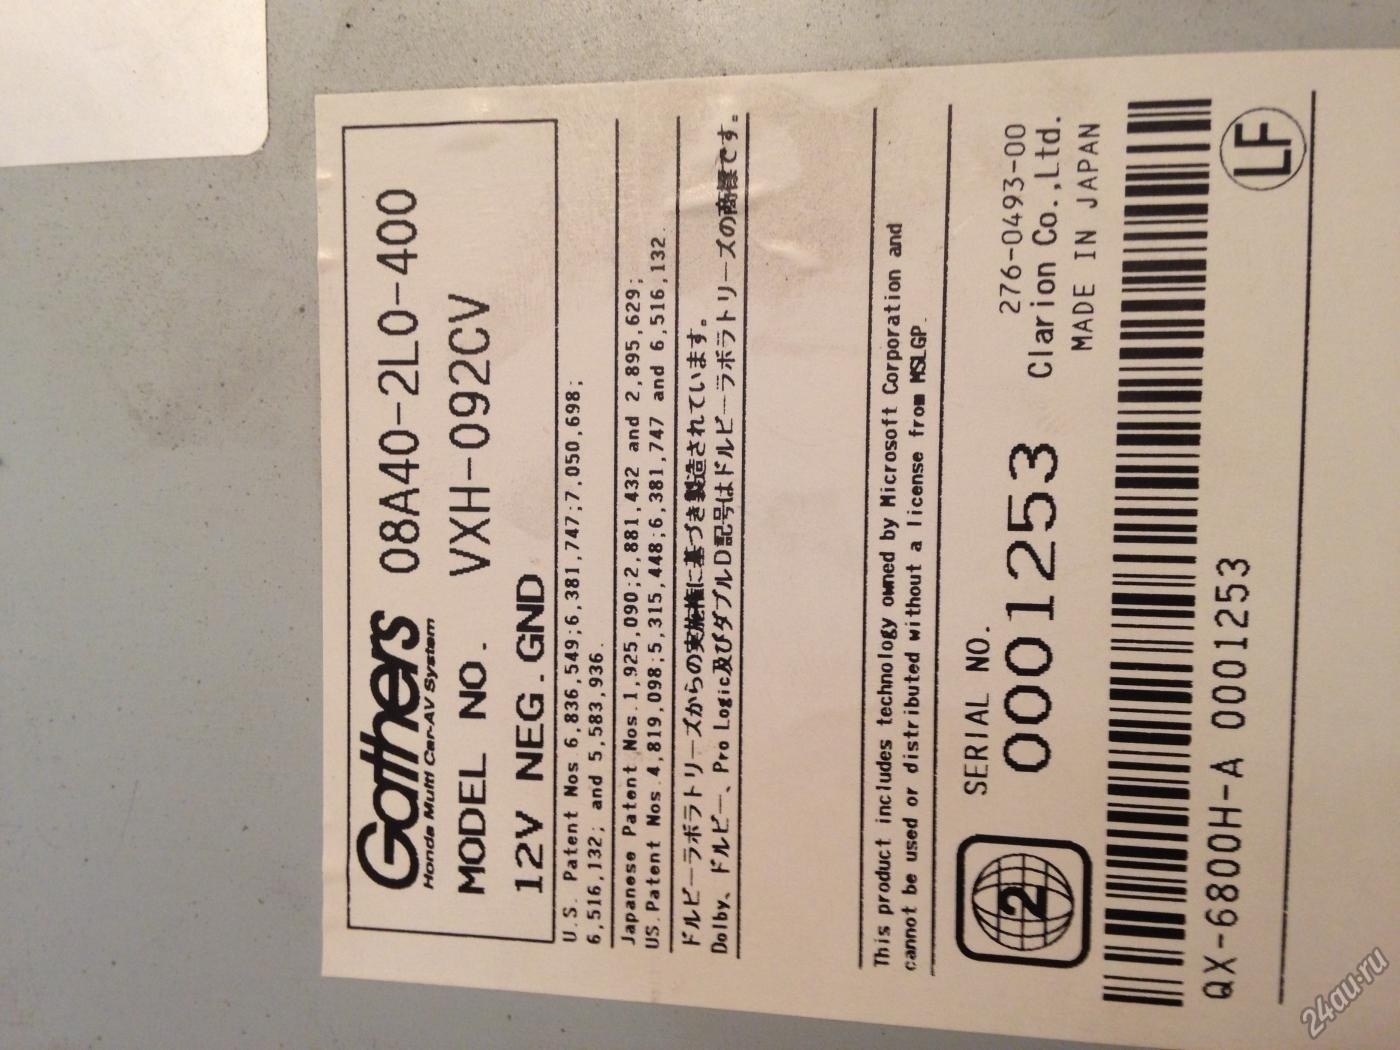 Gathers 08A40-2L0-400
Honda Multi Car-AV System
MODEL NO. VXH-092CV
12V NEG.GND
U.S. Patent Nos 6,836,549;6,381,747;7,050,698;
6,516,132; and 5,583,936.
Japanese Patent Nos.1,925,090;2,881,432 and 2,895,629;
US.Patent Nos.4,819,098;5,315,448;6,381,747 and 6,516,132.
ドルビーラボラトリーズからの実施権に基づき製造されています。
Dolby、ドルビー、Pro Logic及びダブルD記号はドルビーラボラトリーズの商標です。
This product includes technology owned by Microsoft Corporation and
cannot be used or distributed without a license from MSLGP.
SERIAL NO. 276-0493-00
0001253 Clarion Co.,Ltd.
MADE IN JAPAN
2
QX-6800H-A 0001253
LF
24au.ru